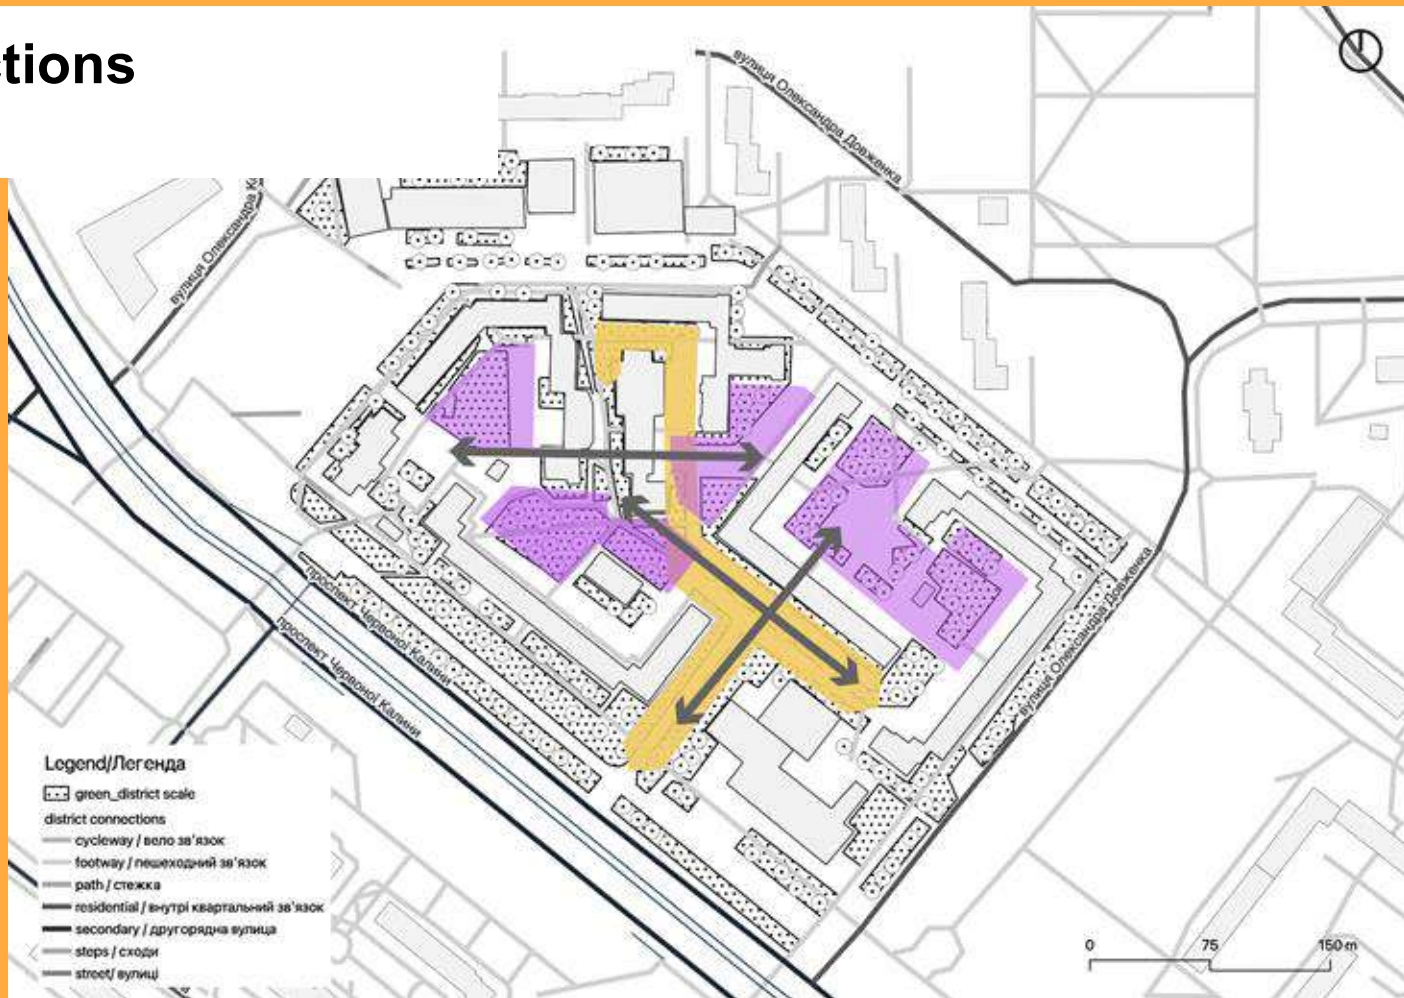 ctions
вулиця Олександра Довженка
вулиця Олександра К
проспект Червоної Калини
проспект Червоної Калини
вулиця Олександра Довженка
Legend/Легенда
green_district scale
district connections
cycleway / вело зв'язок
footway / пешеходний зв'язок
path / стежка
residential / внутрі квартальний зв'язок
secondary / другорядна вулиця
steps / сходи
street/ вулиці
0 75 150 m